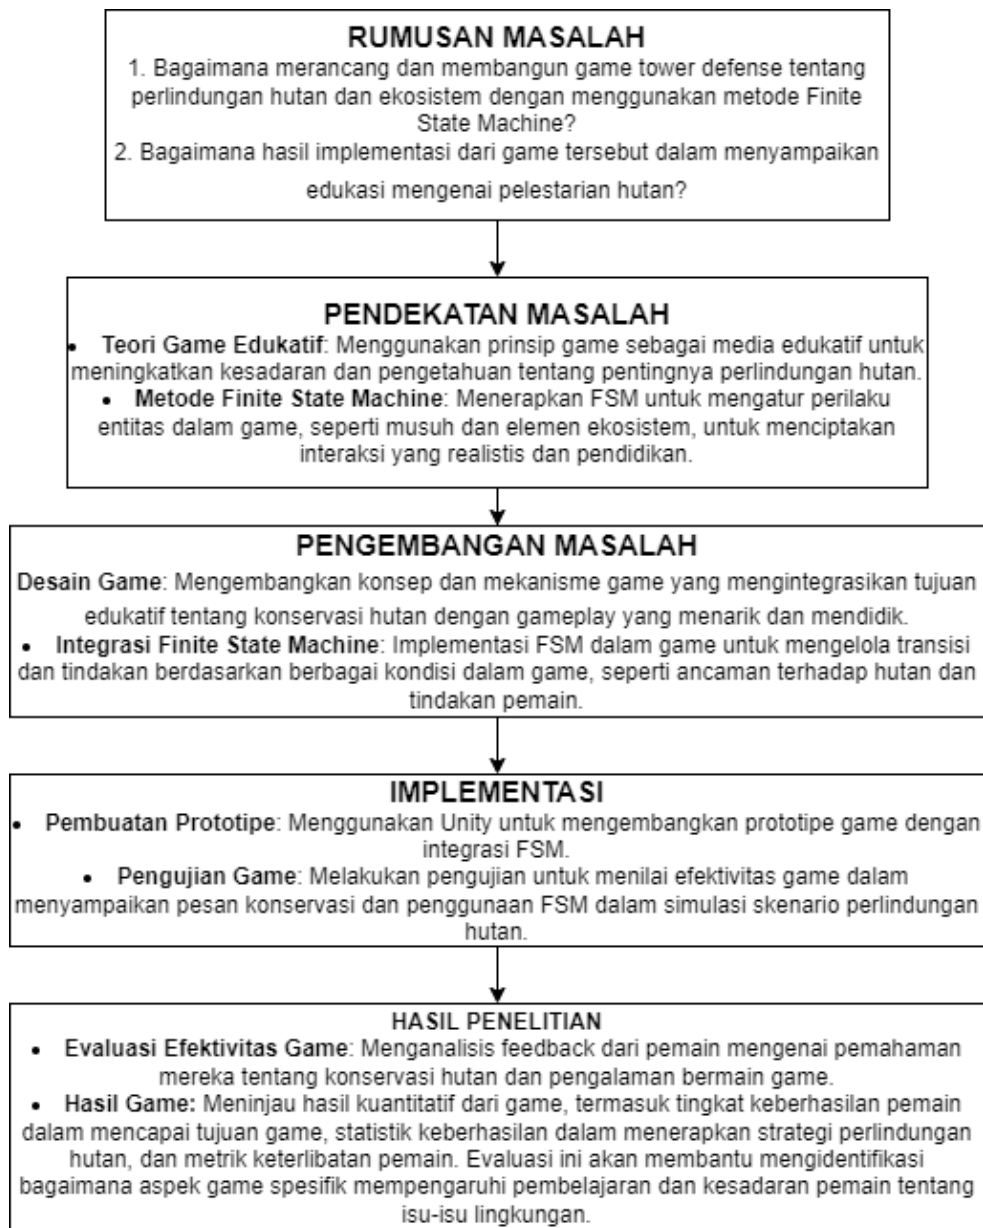 RUMUSAN MASALAH
1. Bagaimana merancang dan membangun game tower defense tentang
perlindungan hutan dan ekosistem dengan menggunakan metode Finite
State Machine?
2. Bagaimana hasil implementasi dari game tersebut dalam menyampaikan
edukasi mengenai pelestarian hutan?
PENDEKATAN MASALAH
• Teori Game Edukatif: Menggunakan prinsip game sebagai media edukatif untuk
meningkatkan kesadaran dan pengetahuan tentang pentingnya perlindungan hutan.
• Metode Finite State Machine: Menerapkan FSM untuk mengatur perilaku
entitas dalam game, seperti musuh dan elemen ekosistem, untuk menciptakan
interaksi yang realistis dan pendidikan.
PENGEMBANGAN MASALAH
Desain Game: Mengembangkan konsep dan mekanisme game yang mengintegrasikan tujuan
edukatif tentang konservasi hutan dengan gameplay yang menarik dan mendidik.
• Integrasi Finite State Machine: Implementasi FSM dalam game untuk mengelola transisi
dan tindakan berdasarkan berbagai kondisi dalam game, seperti ancaman terhadap hutan dan
tindakan pemain.
IMPLEMENTASI
• Pembuatan Prototipe: Menggunakan Unity untuk mengembangkan prototipe game dengan
integrasi FSM.
• Pengujian Game: Melakukan pengujian untuk menilai efektivitas game dalam
menyampaikan pesan konservasi dan penggunaan FSM dalam simulasi skenario perlindungan
hutan.
HASIL PENELITIAN
• Evaluasi Efektivitas Game: Menganalisis feedback dari pemain mengenai pemahaman
mereka tentang konservasi hutan dan pengalaman bermain game.
• Hasil Game: Meninjau hasil kuantitatif dari game, termasuk tingkat keberhasilan pemain
dalam mencapai tujuan game, statistik keberhasilan dalam menerapkan strategi perlindungan
hutan, dan metrik keterlibatan pemain. Evaluasi ini akan membantu mengidentifikasi
bagaimana aspek game spesifik mempengaruhi pembelajaran dan kesadaran pemain tentang
isu-isu lingkungan.